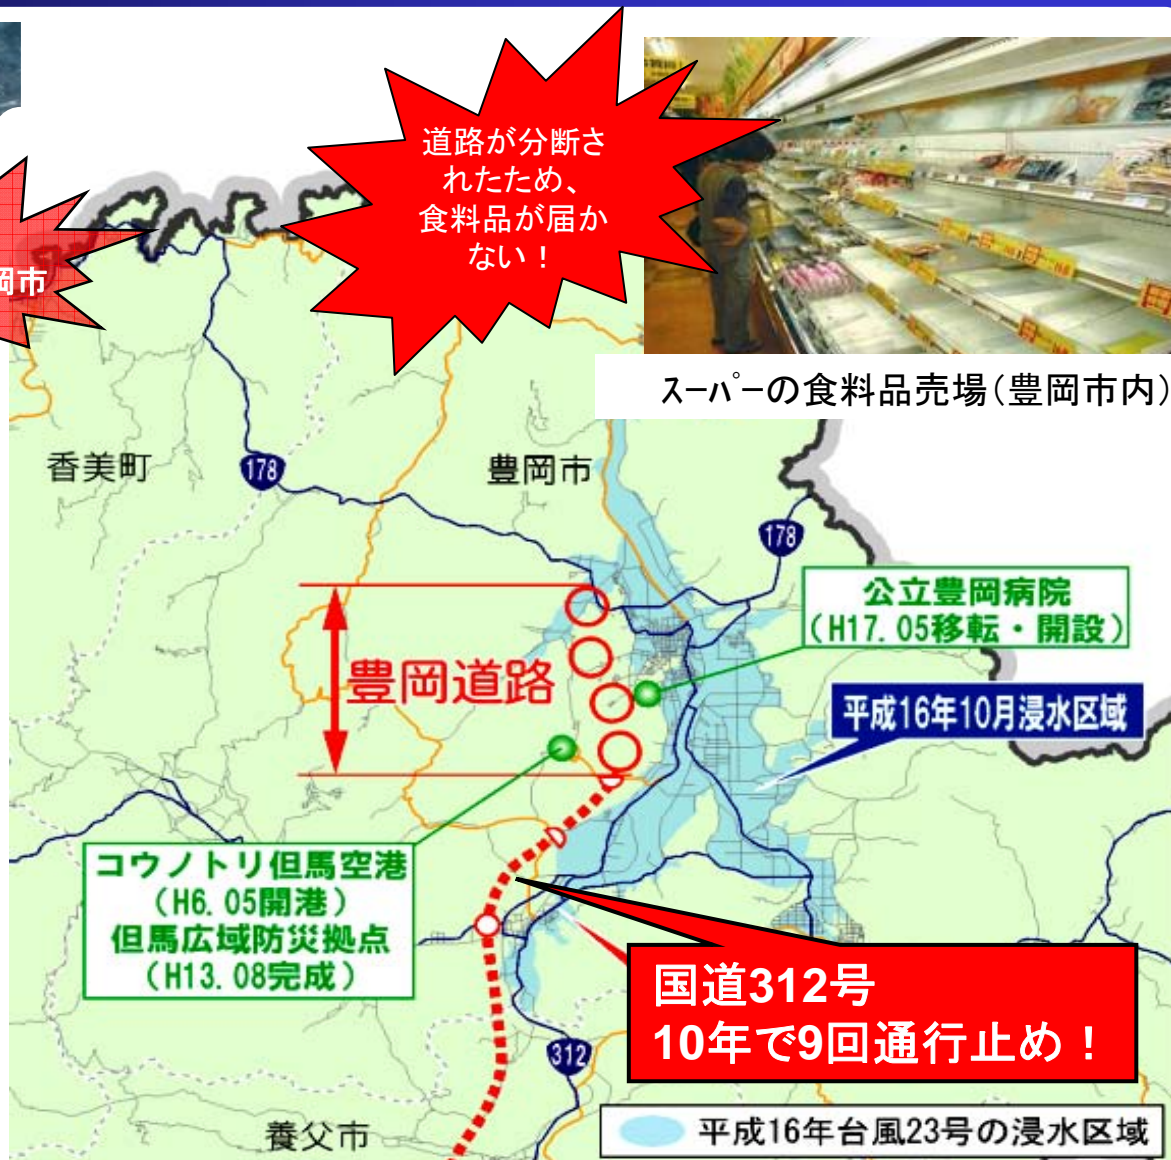 道路が分断さ
れたため、
食料品が届か
ない！
岡市
スーパーの食料品売場(豊岡市内)
香美町
178
豊岡市
178
公立豊岡病院
(H17.05移転・開設)
豊岡道路
平成16年10月浸水区域
コウノトリ但馬空港
(H6.05開港)
但馬広域防災拠点
(H13.08完成)
国道312号
10年で9回通行止め！
312
養父市
平成16年台風23号の浸水区域